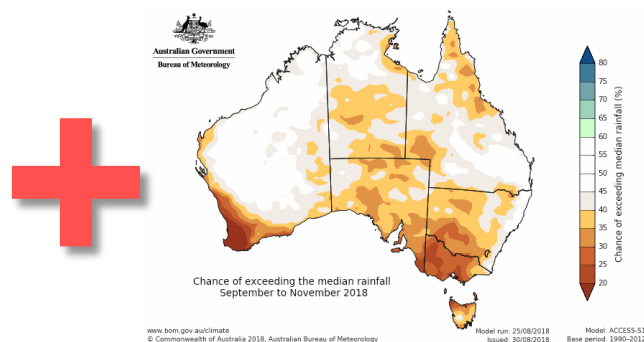 Australian Government
Bureau of Meteorology
80
75
70
65
60
55
50
45
40
35
30
25
20
Chance of exceeding median rainfall (%)
Chance of exceeding the median rainfall
September to November 2018
www.bom.gov.au/climate
© Commonwealth of Australia 2018, Australian Bureau of Meteorology
Model run: 25/08/2018
Issued: 30/08/2018
Model: ACCESS-S1
Base period: 1990-2012